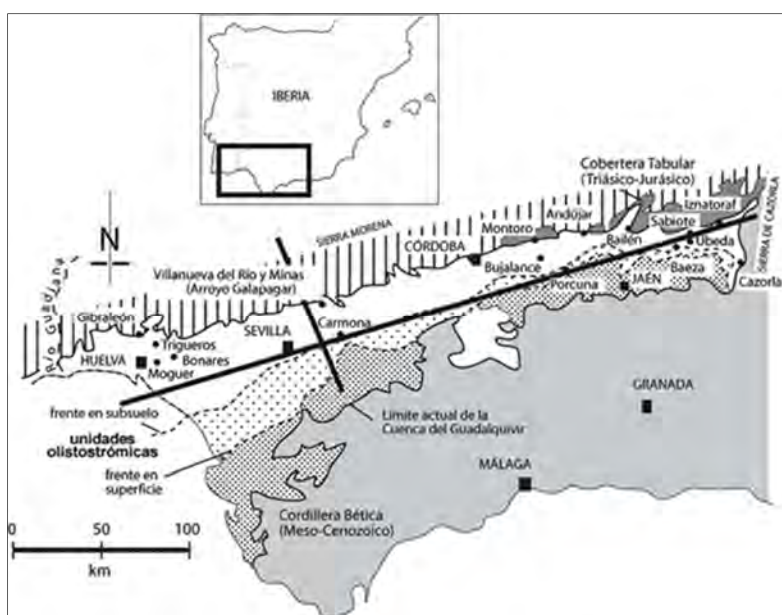 IBERIA
Cobertera Tabular
(Triásico-Jurásico)
Iznatoraf
Sabiote
Andújar
Montoro
Bailén
Úbeda
SIERRA DE CAZORLA
SIERRA MORENA
CÓRDOBA
N
Villanueva del Río y Minas
(Arroyo Galapagar)
Bujalance
Porcuna
JAÉN
Baeza
Cazorla
Río Guadiana
Gibraleón
SEVILLA
Carmona
Trigueros
HUELVA
Bonares
Moguer
GRANADA
frente en subsuelo
Límite actual de la
Cuenca del Guadalquivir
unidades
olistostrómicas
frente en
superficie
MÁLAGA
Cordillera Bética
(Meso-Cenozoico)
0 50 100
km